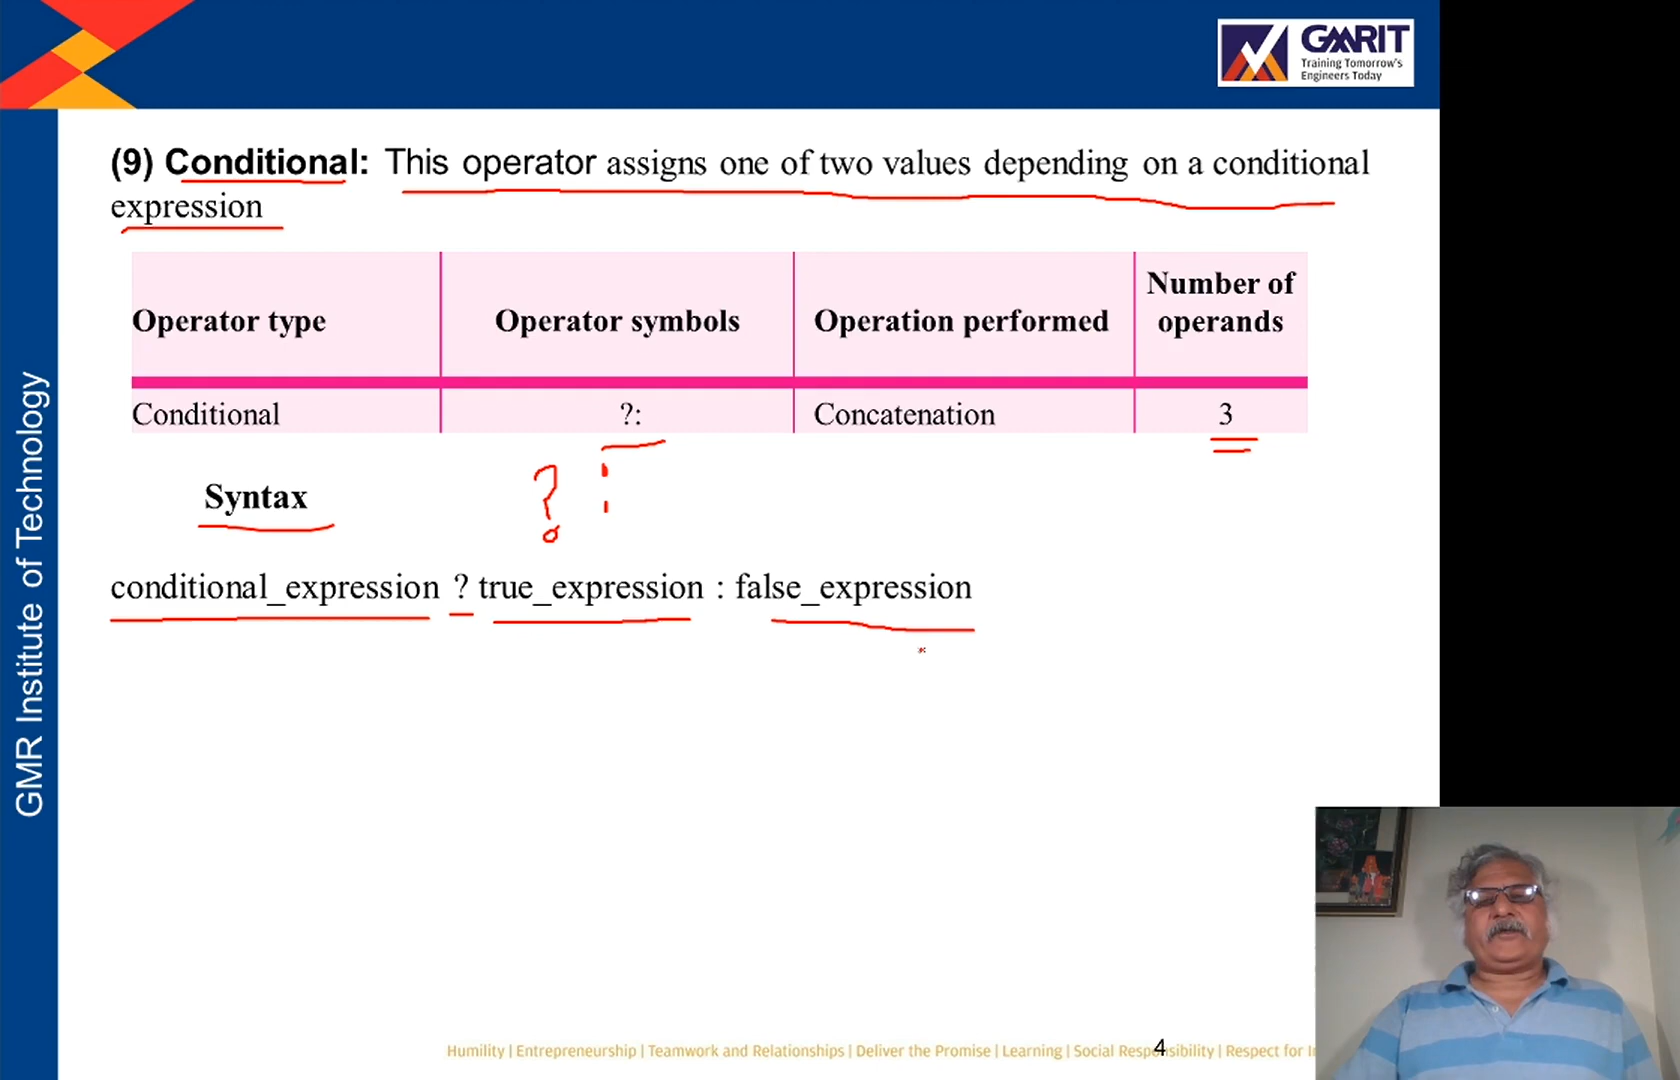 GMRIT
Training Tomorrow's
Engineers Today
(9) Conditional: This operator assigns one of two values depending on a conditional
expression
Operator type Operator symbols Operation performed Number of operands
Conditional ?: Concatenation 3
? :
Syntax
conditional_expression ? true_expression : false_expression
GMR Institute of Technology
Humility | Entrepreneurship | Teamwork and Relationships | Deliver the Promise | Learning | Social Responsibility | Respect for
4